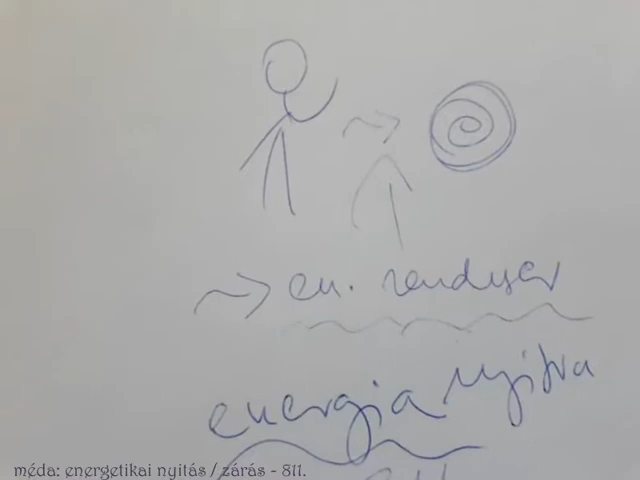 en. rendszer
energia nyitva
méda: energetikai nyitás / zárás - 811.